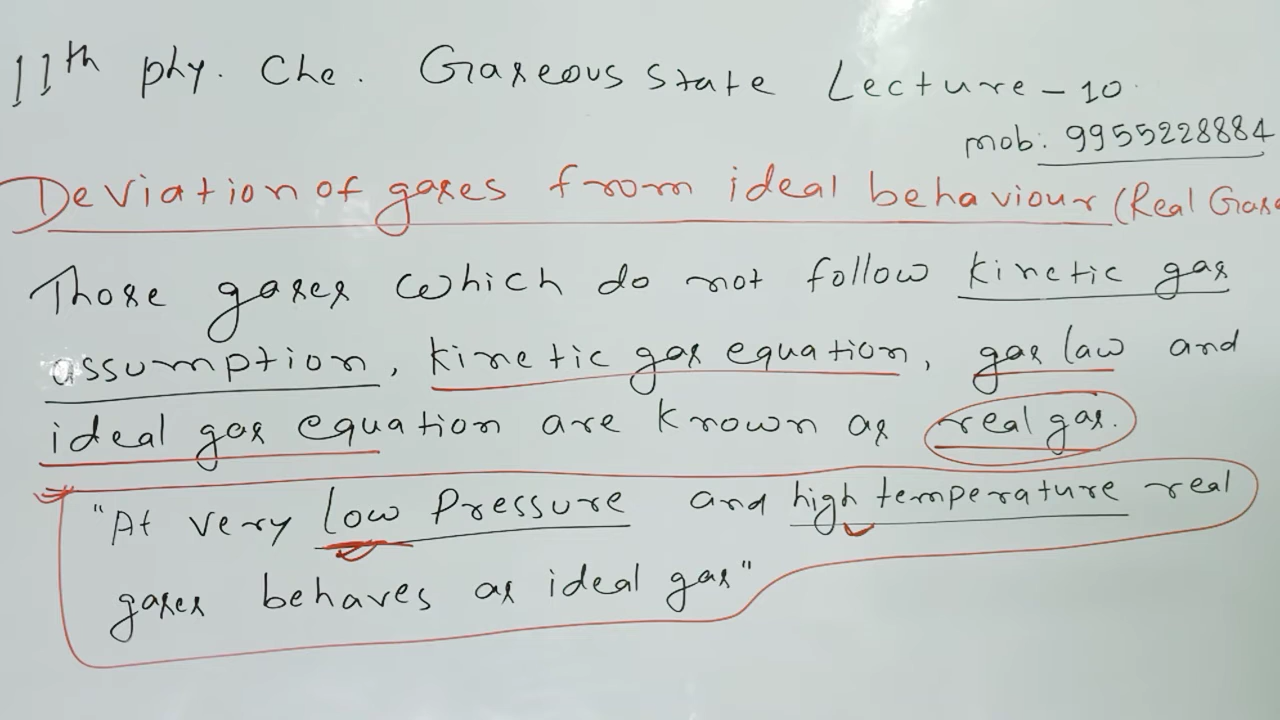 11th phy. Che. Gaseous state Lecture - 10.
mob: 9955228884
Deviation of gases from ideal behaviour (Real Gase
Those gases which do not follow kinetic gas
assumption, kinetic gas equation, gas law and
ideal gas equation are known as real gas.
"At very low Pressure and high temperature real
gases behaves as ideal gas"